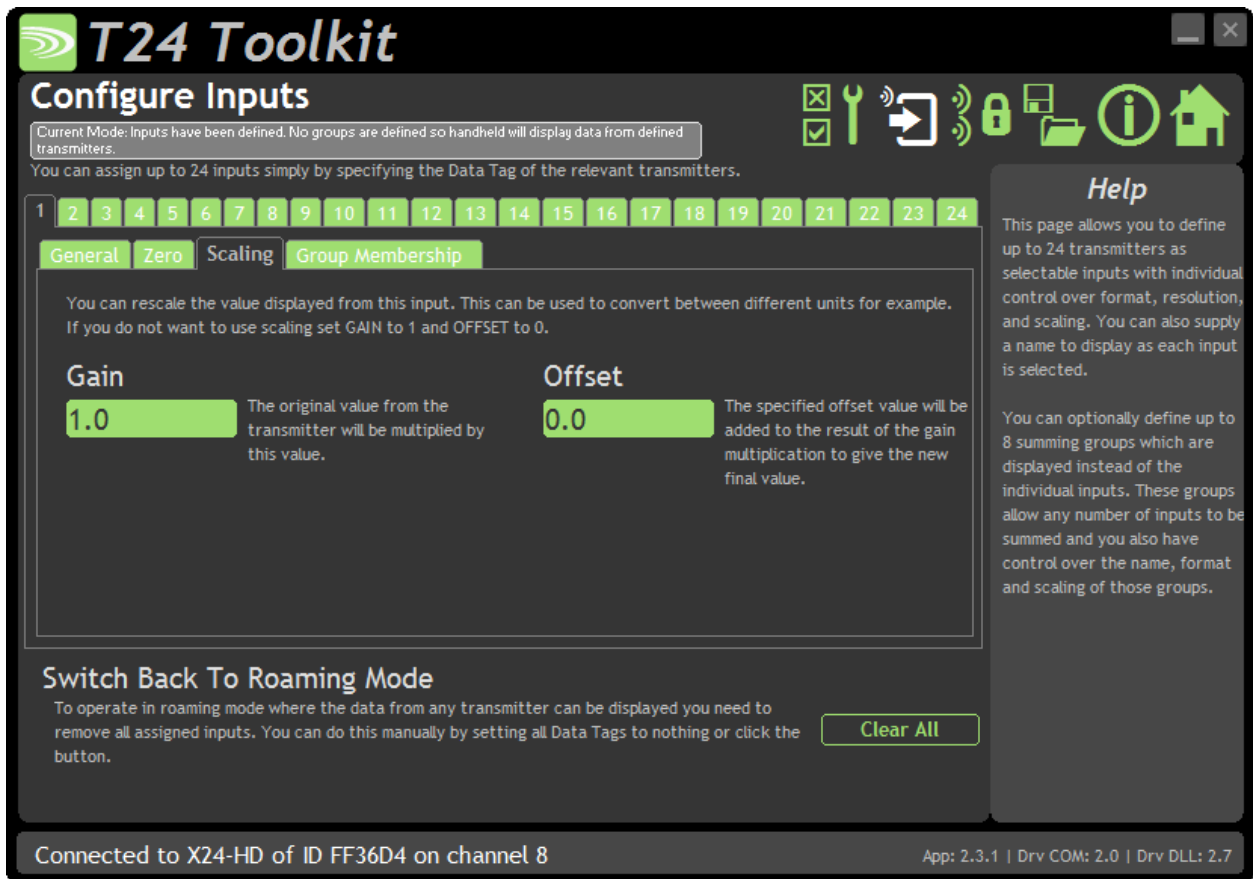 T24 Toolkit
Configure Inputs
Current Mode: Inputs have been defined. No groups are defined so handheld will display data from defined
transmitters.
You can assign up to 24 inputs simply by specifying the Data Tag of the relevant transmitters.
1 2 3 4 5 6 7 8 9 10 11 12 13 14 15 16 17 18 19 20 21 22 23 24
General Zero Scaling Group Membership
You can rescale the value displayed from this input. This can be used to convert between different units for example.
If you do not want to use scaling set GAIN to 1 and OFFSET to 0.
Gain
1.0
The original value from the
transmitter will be multiplied by
this value.
Offset
0.0
The specified offset value will be
added to the result of the gain
multiplication to give the new
final value.
Switch Back To Roaming Mode
To operate in roaming mode where the data from any transmitter can be displayed you need to
remove all assigned inputs. You can do this manually by setting all Data Tags to nothing or click the
button.
Clear All
Help
This page allows you to define
up to 24 transmitters as
selectable inputs with individual
control over format, resolution,
and scaling. You can also supply
a name to display as each input
is selected.
You can optionally define up to
8 summing groups which are
displayed instead of the
individual inputs. These groups
allow any number of inputs to be
summed and you also have
control over the name, format
and scaling of those groups.
Connected to X24-HD of ID FF36D4 on channel 8
App: 2.3.1 | Drv COM: 2.0 | Drv DLL: 2.7